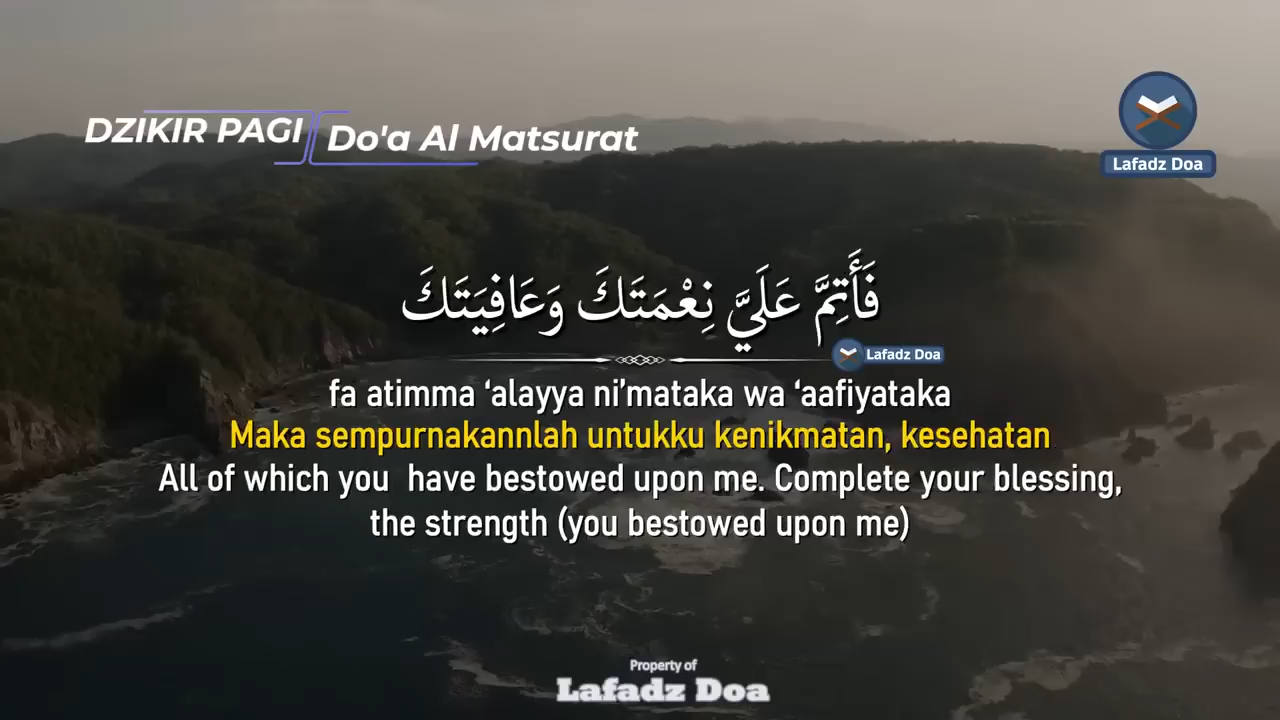 DZIKIR PAGI
Do'a Al Matsurat
Lafadz Doa
فَأَتِمَّ عَلَيَّ نِعْمَتَكَ وَعَافِيَتَكَ
Lafadz Doa
fa atimma ‘alayya ni’mataka wa ‘aafiyataka
Maka sempurnakannlah untukku kenikmatan, kesehatan
All of which you have bestowed upon me. Complete your blessing,
the strength (you bestowed upon me)
Property of
Lafadz Doa